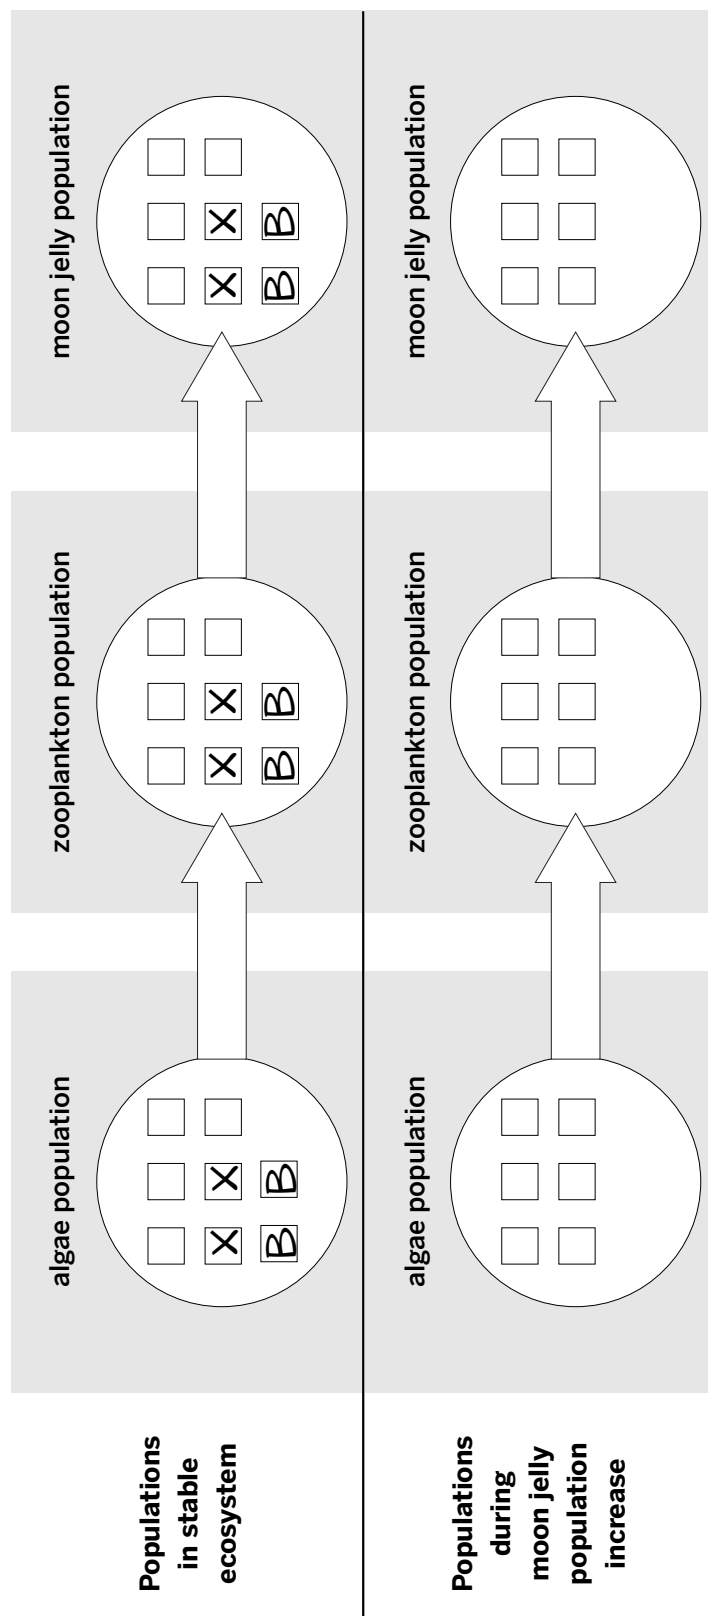 algae population
zooplankton population
moon jelly population
Populations
in stable
ecosystem
X X
B B
X X
B B
X X
B B
algae population
zooplankton population
moon jelly population
Populations
during
moon jelly
population
increase